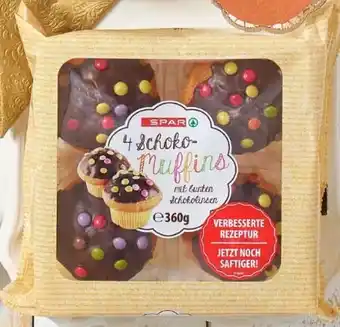 SPAR
4 Schoko-
Muffins
mit bunten
Schokolinsen
℮360g
VERBESSERTE
REZEPTUR
JETZT NOCH
SAFTIGER!